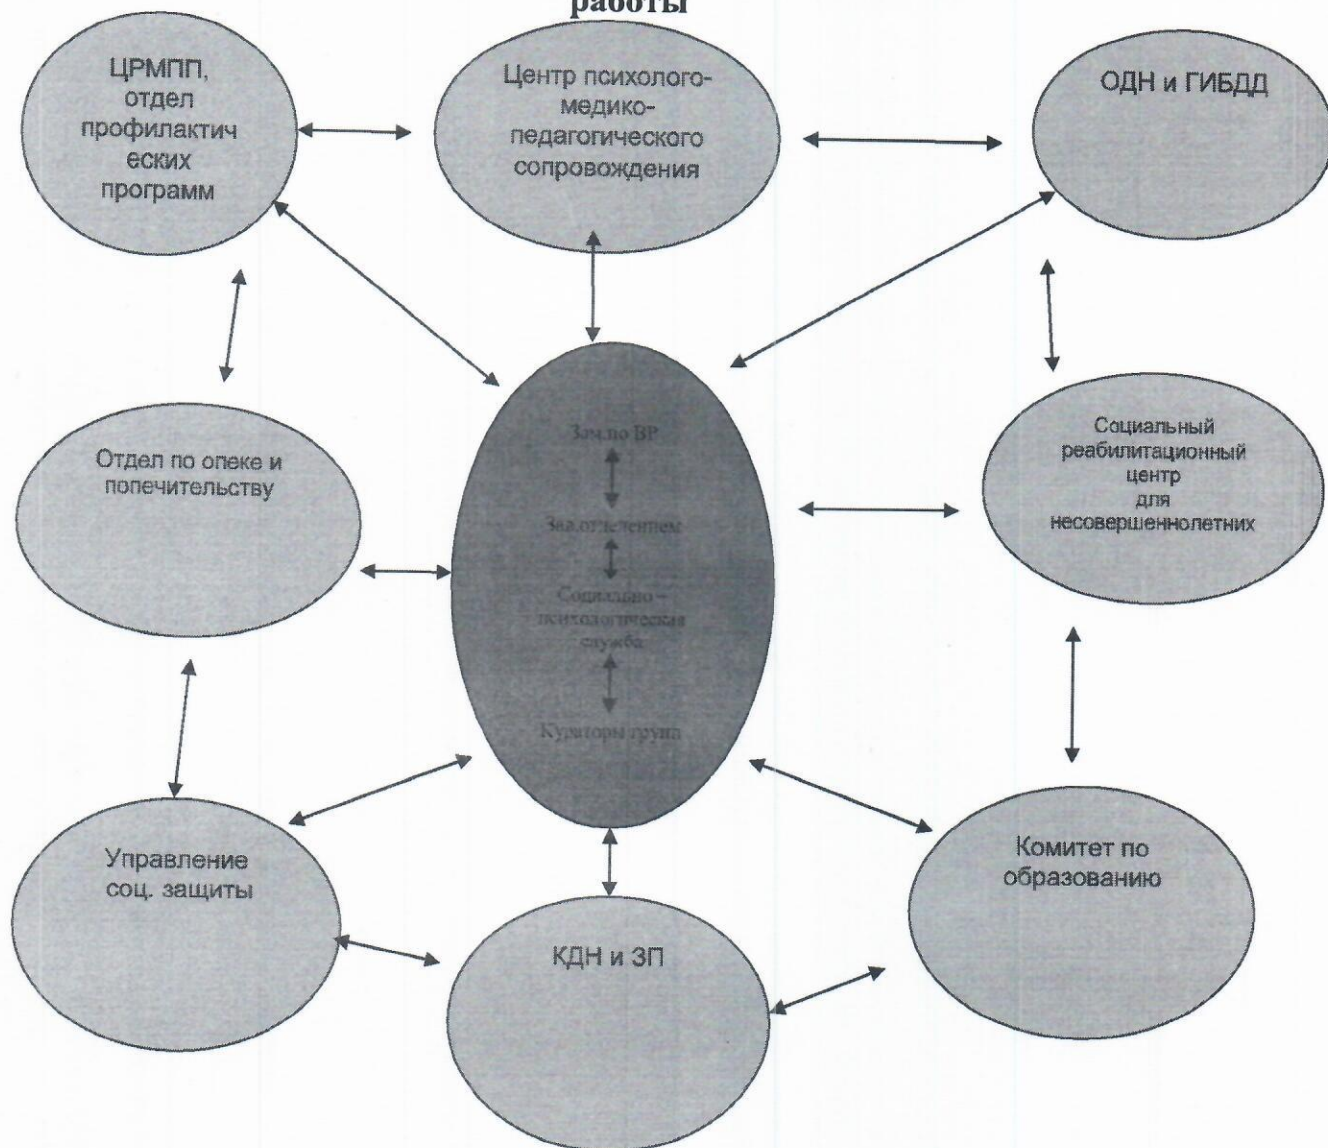 работы
ЦРМПП,
отдел
профилактич
еских
программ
Центр психолого-
медико-
педагогического
сопровождения
ОДН и ГИБДД
Отдел по опеке и
попечительству
Зам.по ВР
Зав.отделением
Социально –
психологическая
служба
Кураторы групп
Социальный
реабилитационный
центр
для
несовершеннолетних
Управление
соц. защиты
КДН и ЗП
Комитет по
образованию